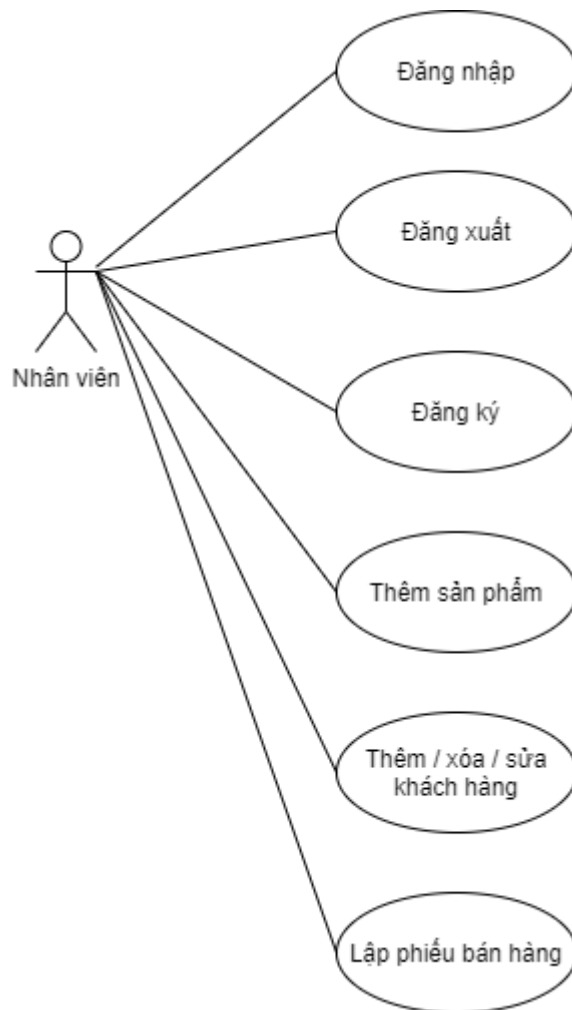 Đăng nhập
Đăng xuất
Nhân viên
Đăng ký
Thêm sản phẩm
Thêm / xóa / sửa
khách hàng
Lập phiếu bán hàng